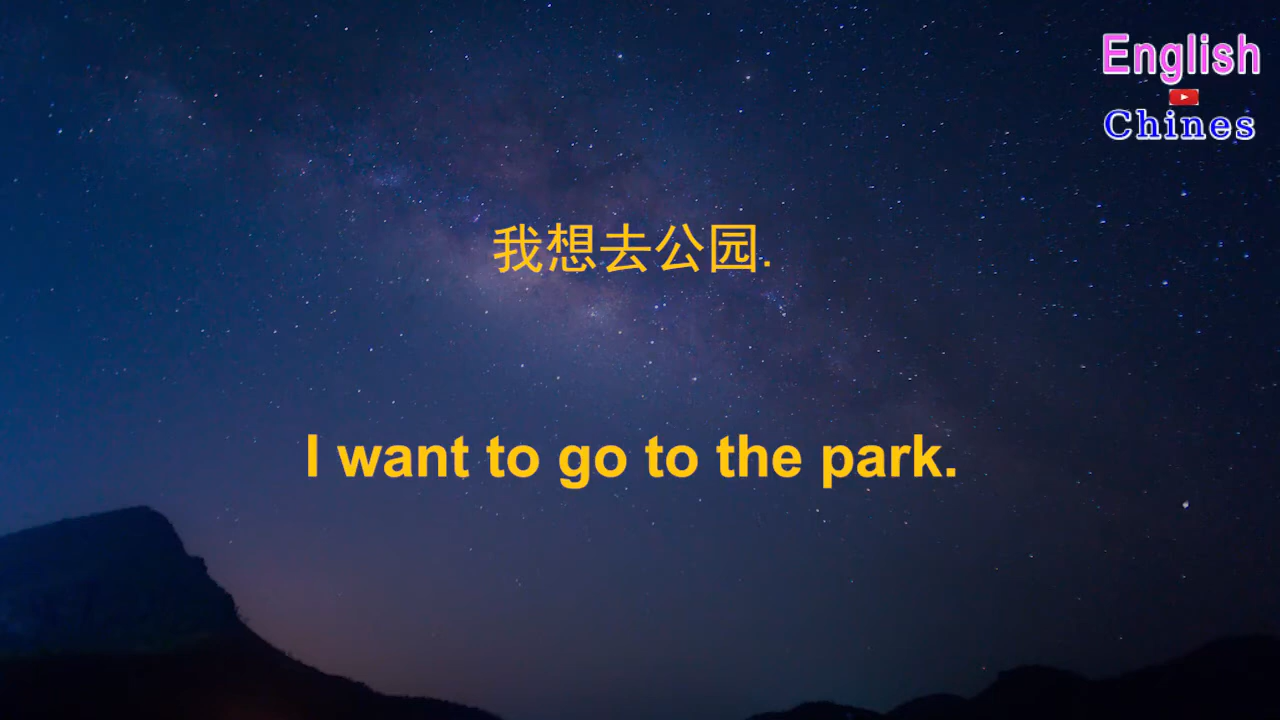 English
Chines
我想去公园.
I want to go to the park.